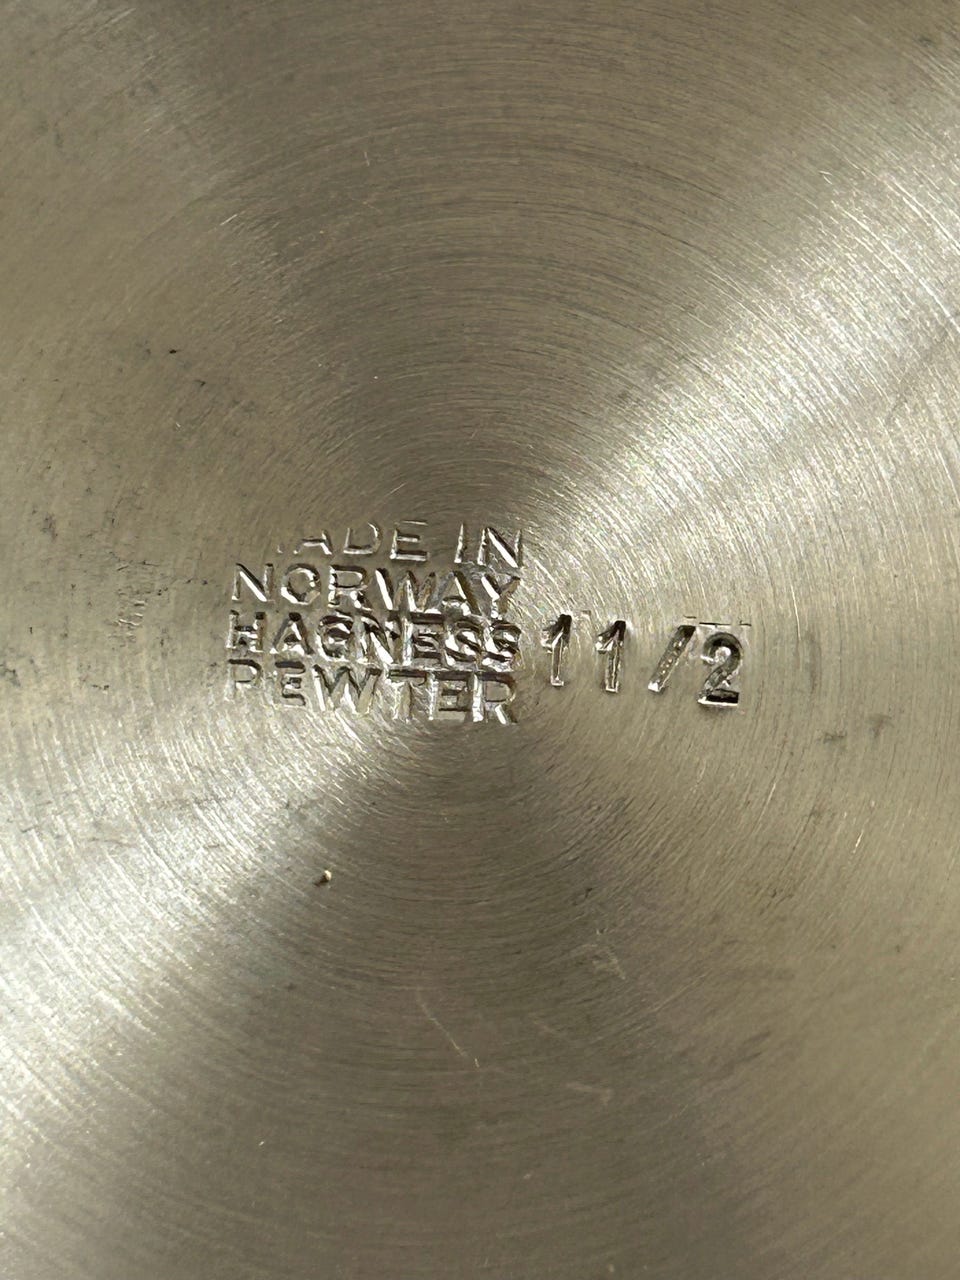 MADE IN
NORWAY
HAGNESS
PEWTER
11/2